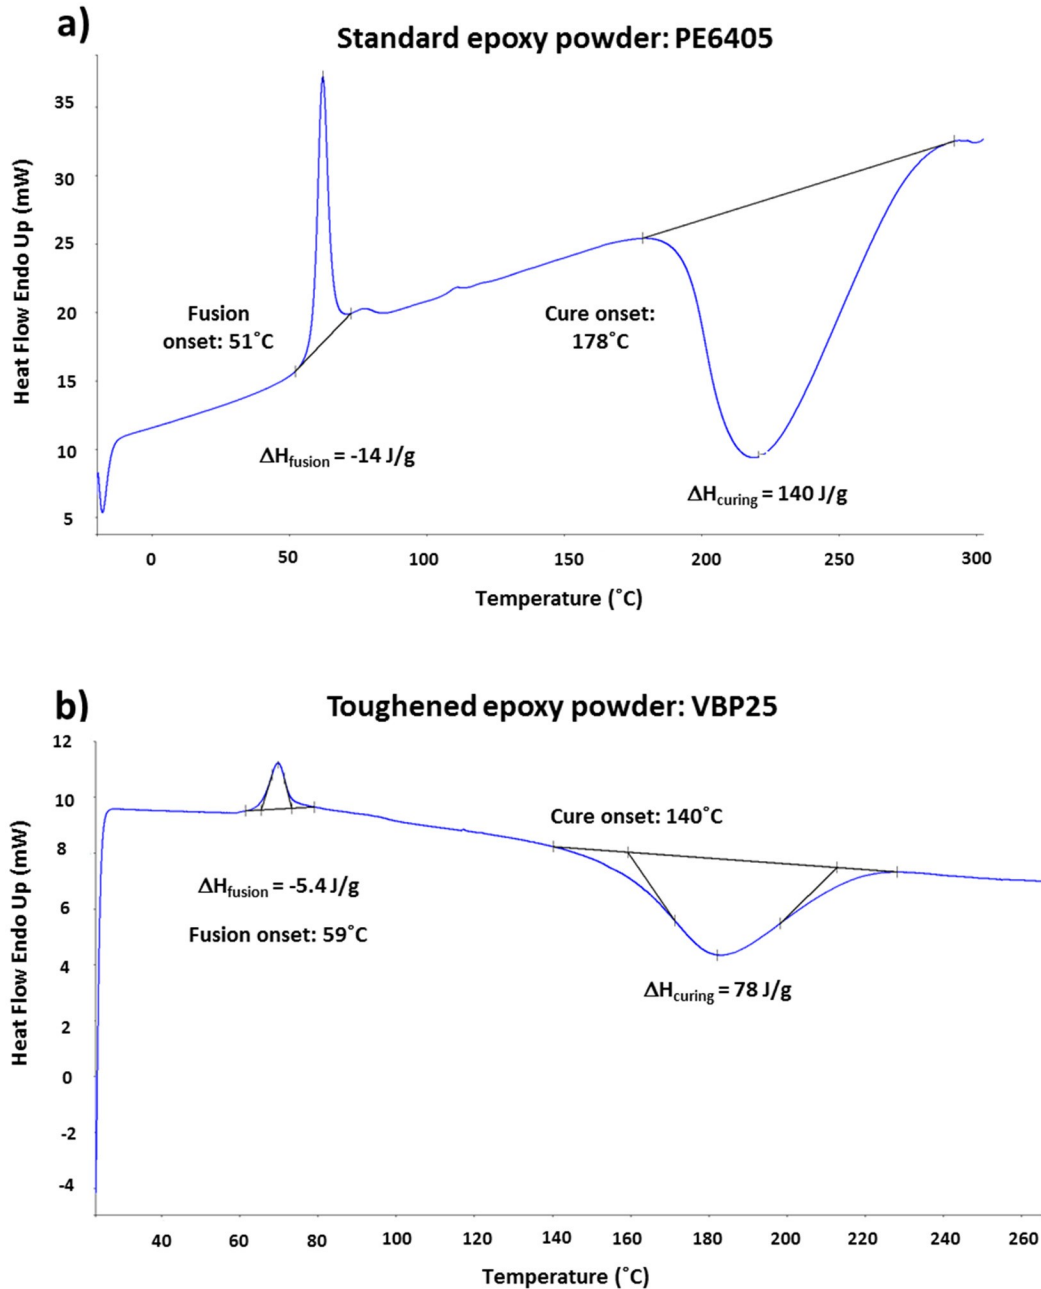 a)
Standard epoxy powder: PE6405
Heat Flow Endo Up (mW)
35
30
25
20
15
10
5
Fusion
onset: 51˚C
Cure onset:
178˚C
ΔHfusion = -14 J/g
ΔHcuring = 140 J/g
0
50
100
150
200
250
300
Temperature (˚C)
b)
Toughened epoxy powder: VBP25
Heat Flow Endo Up (mW)
12
10
8
6
4
2
0
-2
-4
Cure onset: 140˚C
ΔHfusion = -5.4 J/g
Fusion onset: 59˚C
ΔHcuring = 78 J/g
40
60
80
100
120
140
160
180
200
220
240
260
Temperature (˚C)